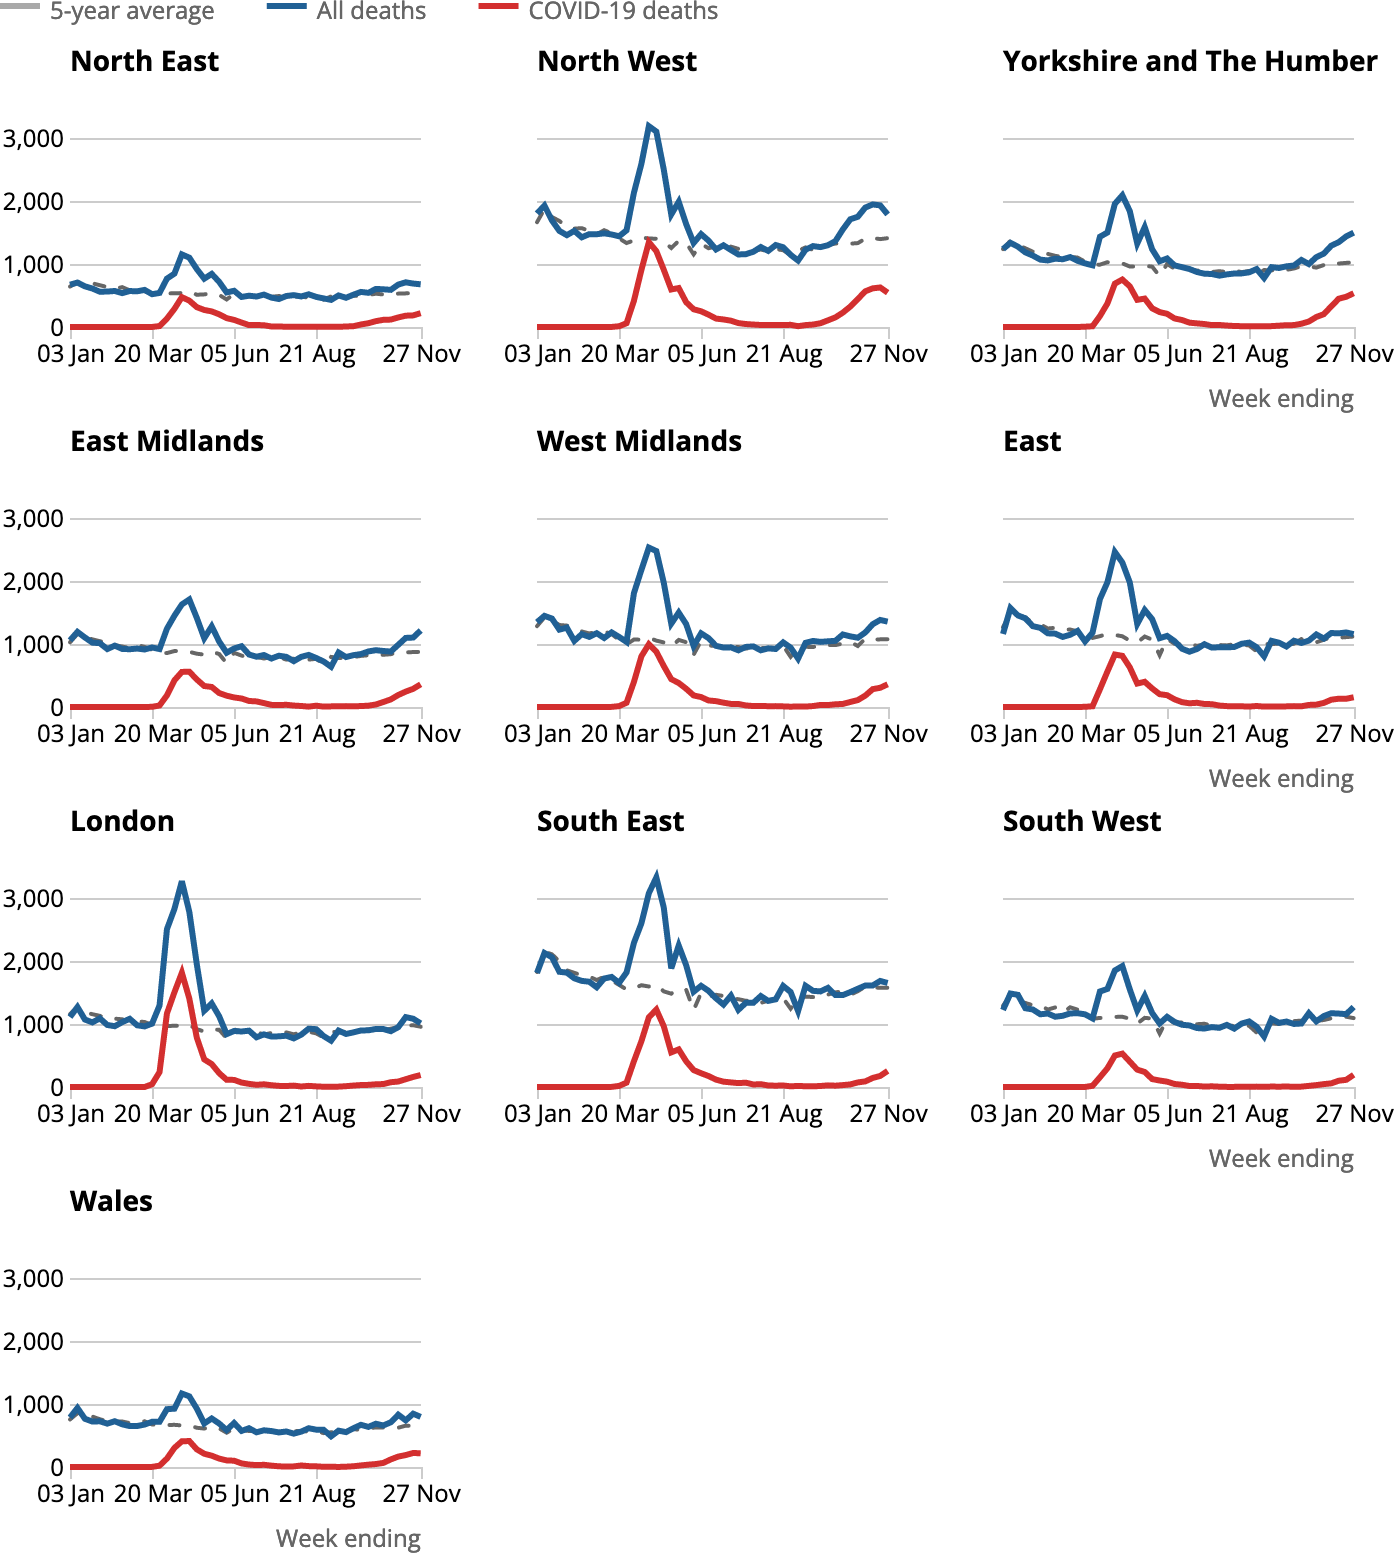 5-year average All deaths COVID-19 deaths
North East North West Yorkshire and The Humber
3,000
2,000
1,000
0
03 Jan 20 Mar 05 Jun 21 Aug 27 Nov 03 Jan 20 Mar 05 Jun 21 Aug 27 Nov 03 Jan 20 Mar 05 Jun 21 Aug 27 Nov
Week ending
East Midlands West Midlands East
3,000
2,000
1,000
0
03 Jan 20 Mar 05 Jun 21 Aug 27 Nov 03 Jan 20 Mar 05 Jun 21 Aug 27 Nov 03 Jan 20 Mar 05 Jun 21 Aug 27 Nov
Week ending
London South East South West
3,000
2,000
1,000
0
03 Jan 20 Mar 05 Jun 21 Aug 27 Nov 03 Jan 20 Mar 05 Jun 21 Aug 27 Nov 03 Jan 20 Mar 05 Jun 21 Aug 27 Nov
Week ending
Wales
3,000
2,000
1,000
0
03 Jan 20 Mar 05 Jun 21 Aug 27 Nov
Week ending